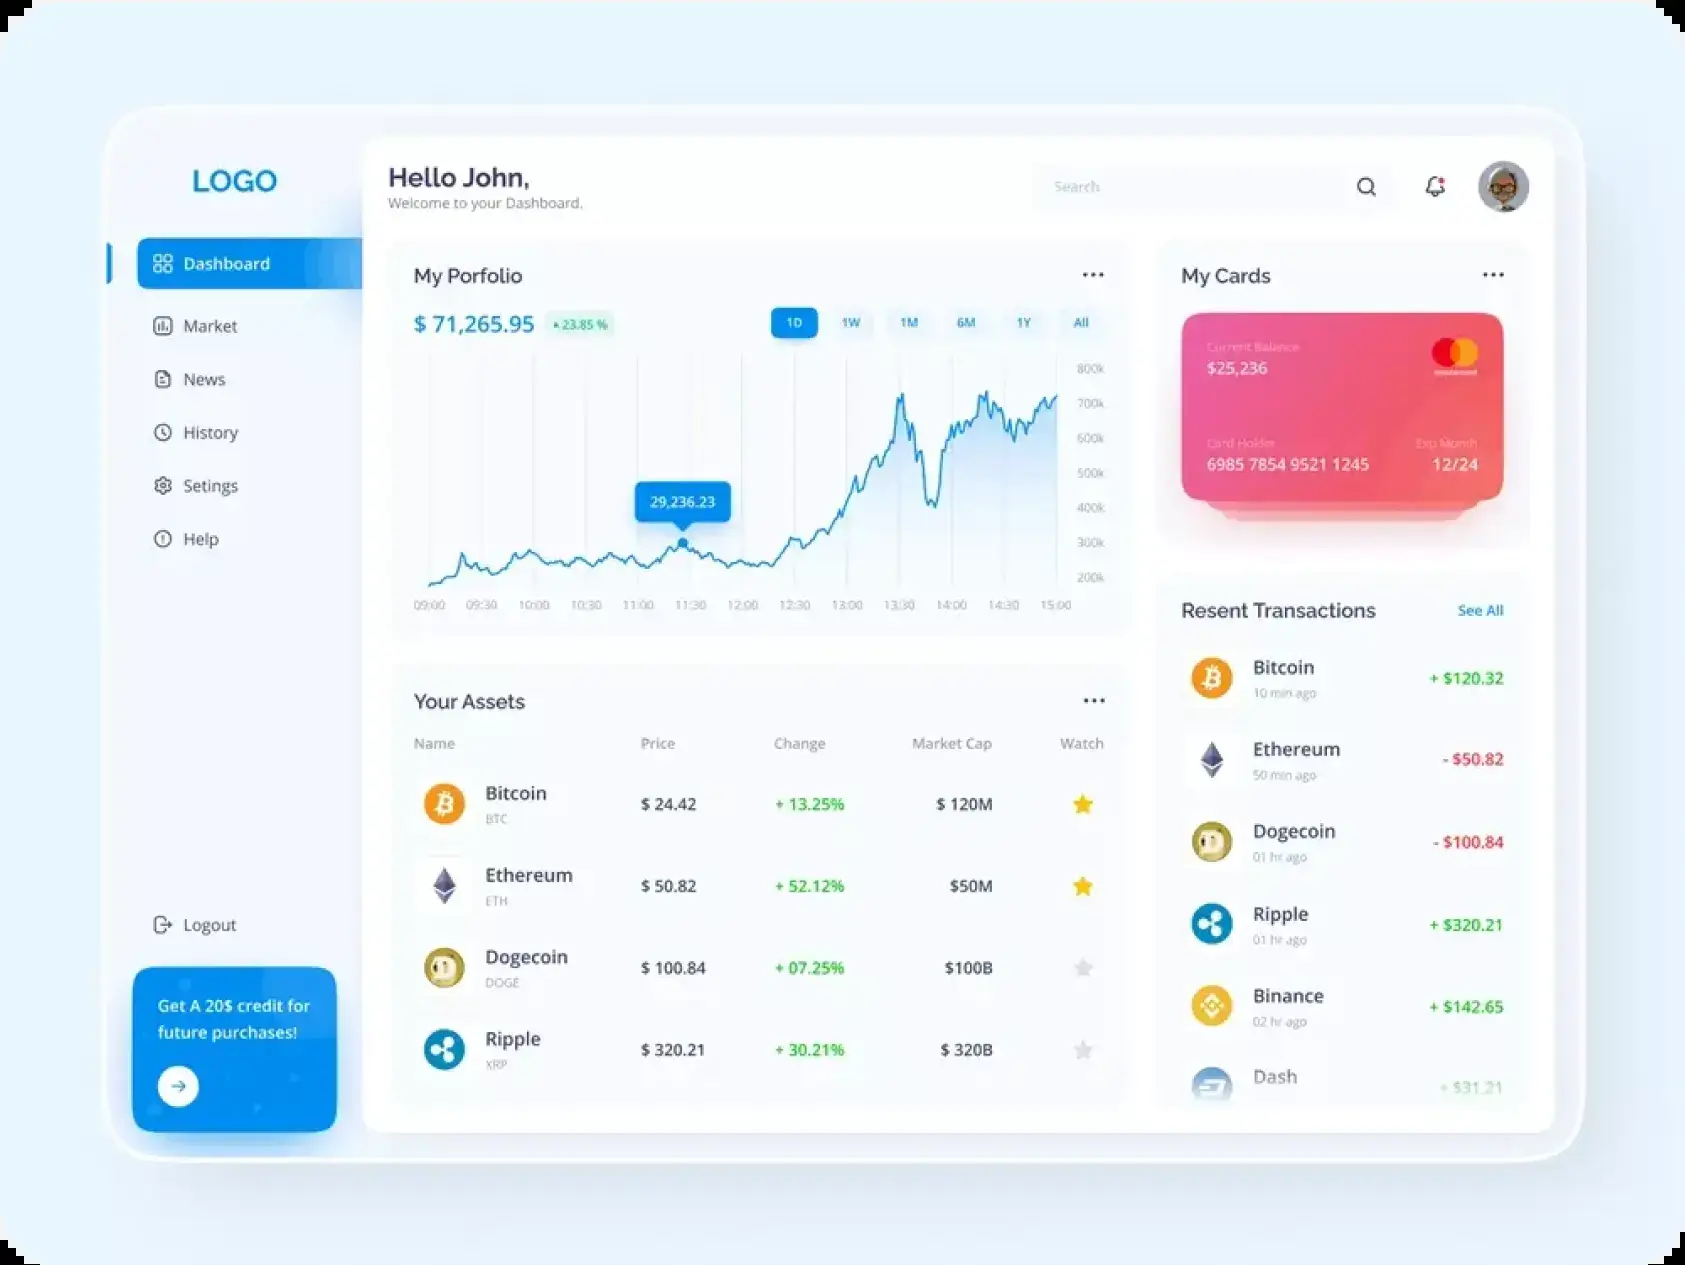 LOGO
Dashboard
Market
News
History
Setings
Help
Logout
Get A 20$ credit for
future purchases!
Hello John,
Welcome to your Dashboard.
Search
My Porfolio
$ 71,265.95 23.85 %
1D 1W 1M 6M 1Y All
800k
700k
600k
500k
400k
300k
200k
29,236.23
09:00 09:30 10:00 10:30 11:00 11:30 12:00 12:30 13:00 13:30 14:00 14:30 15:00
Your Assets
Name Price Change Market Cap Watch
Bitcoin
BTC
$ 24.42 + 13.25% $ 120M
Ethereum
ETH
$ 50.82 + 52.12% $50M
Dogecoin
DOGE
$ 100.84 + 07.25% $100B
Ripple
XRP
$ 320.21 + 30.21% $ 320B
My Cards
Current Balance
$25,236
mastercard
Card Holder Exp Month
6985 7854 9521 1245 12/24
Resent Transactions See All
Bitcoin
10 min ago
+ $120.32
Ethereum
50 min ago
- $50.82
Dogecoin
01 hr ago
- $100.84
Ripple
01 hr ago
+ $320.21
Binance
02 hr ago
+ $142.65
Dash
+ $31.21